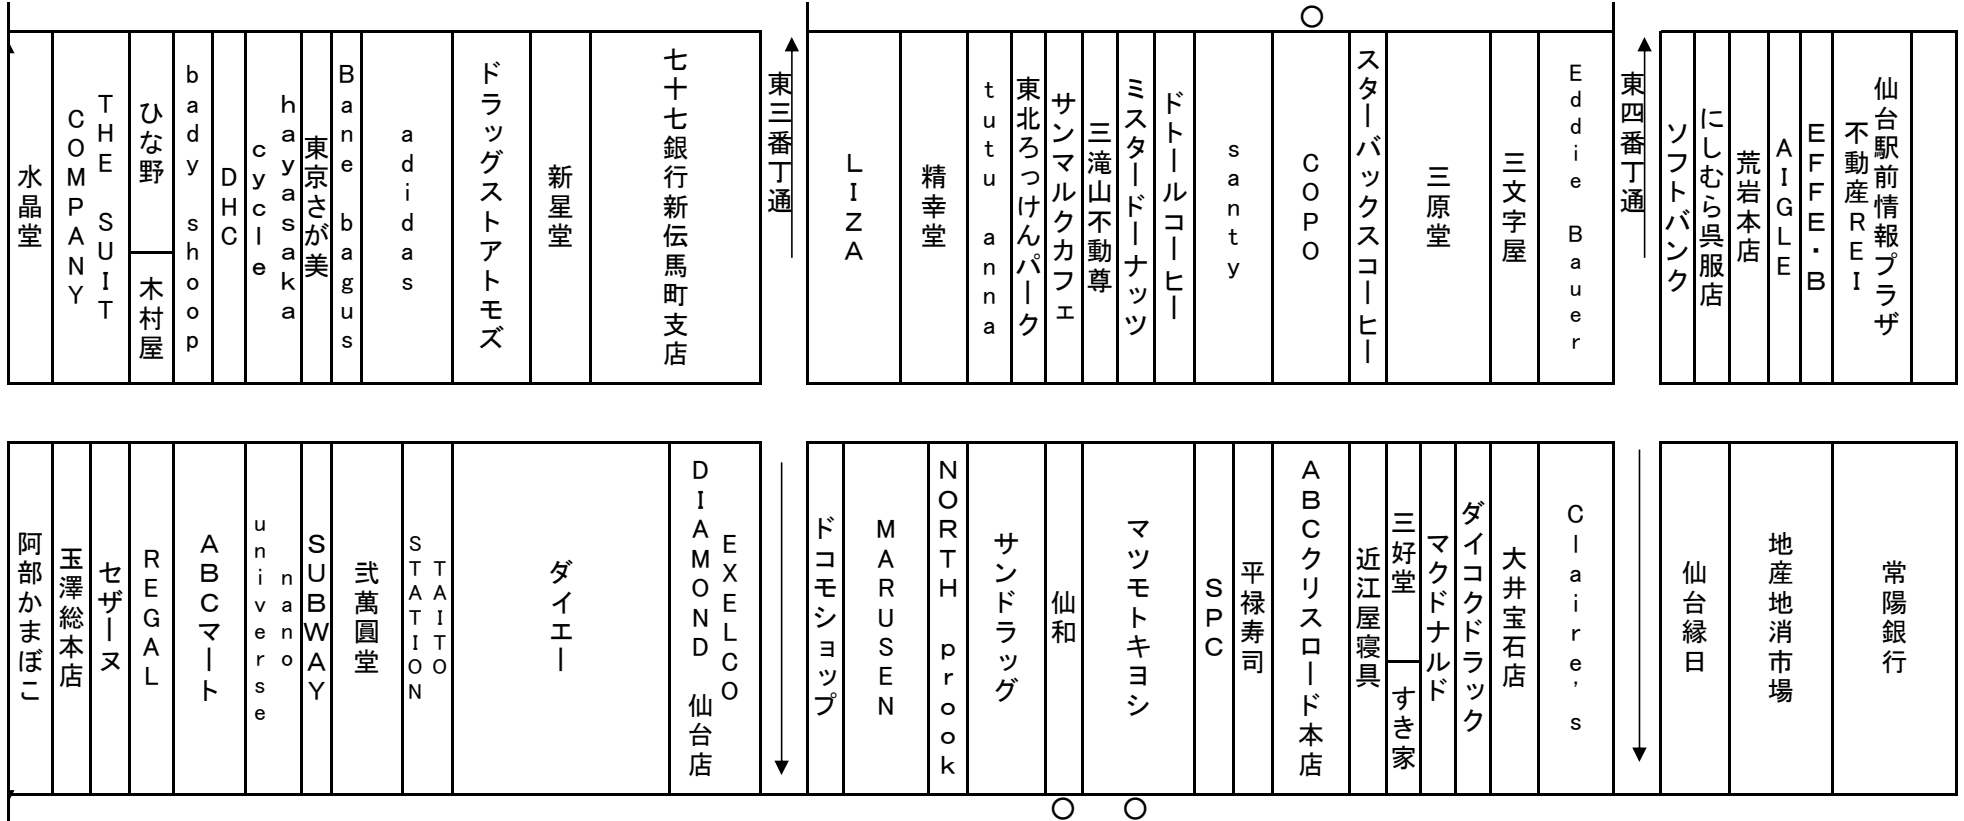 水晶堂
THE SUIT
COMPANY
ひな野
木村屋
bady shoop
DHC
hayasaka
cycle
東京さが美
Bane bagus
adidas
ドラッグストアトモズ
新星堂
七十七銀行新伝馬町支店
東三番丁通
LIZA
精幸堂
tutu anna
東北ろっけんパーク
サンマルクカフェ
三滝山不動尊
ミスタードーナッツ
ドトールコーヒー
santy
COPO
スターバックスコーヒー
三原堂
三文字屋
Eddie Bauer
東四番丁通
ソフトバンク
にしむら呉服店
荒岩本店
AIGLE
EFFE・B
仙台駅前情報プラザ
不動産REI
阿部かまぼこ
玉澤総本店
セザーヌ
REGAL
ABCマート
nano
universe
SUBWAY
弐萬圓堂
TAITO
STATION
ダイエー
EXELCO
DIAMOND 仙台店
ドコモショップ
MARUSEN
NORTH prook
サンドラッグ
仙和
マツモトキヨシ
SPC
平禄寿司
ABCクリスロード本店
近江屋寝具
三好堂
すき家
マクドナルド
ダイコクドラック
大井宝石店
Claire’s
仙台縁日
地産地消市場
常陽銀行